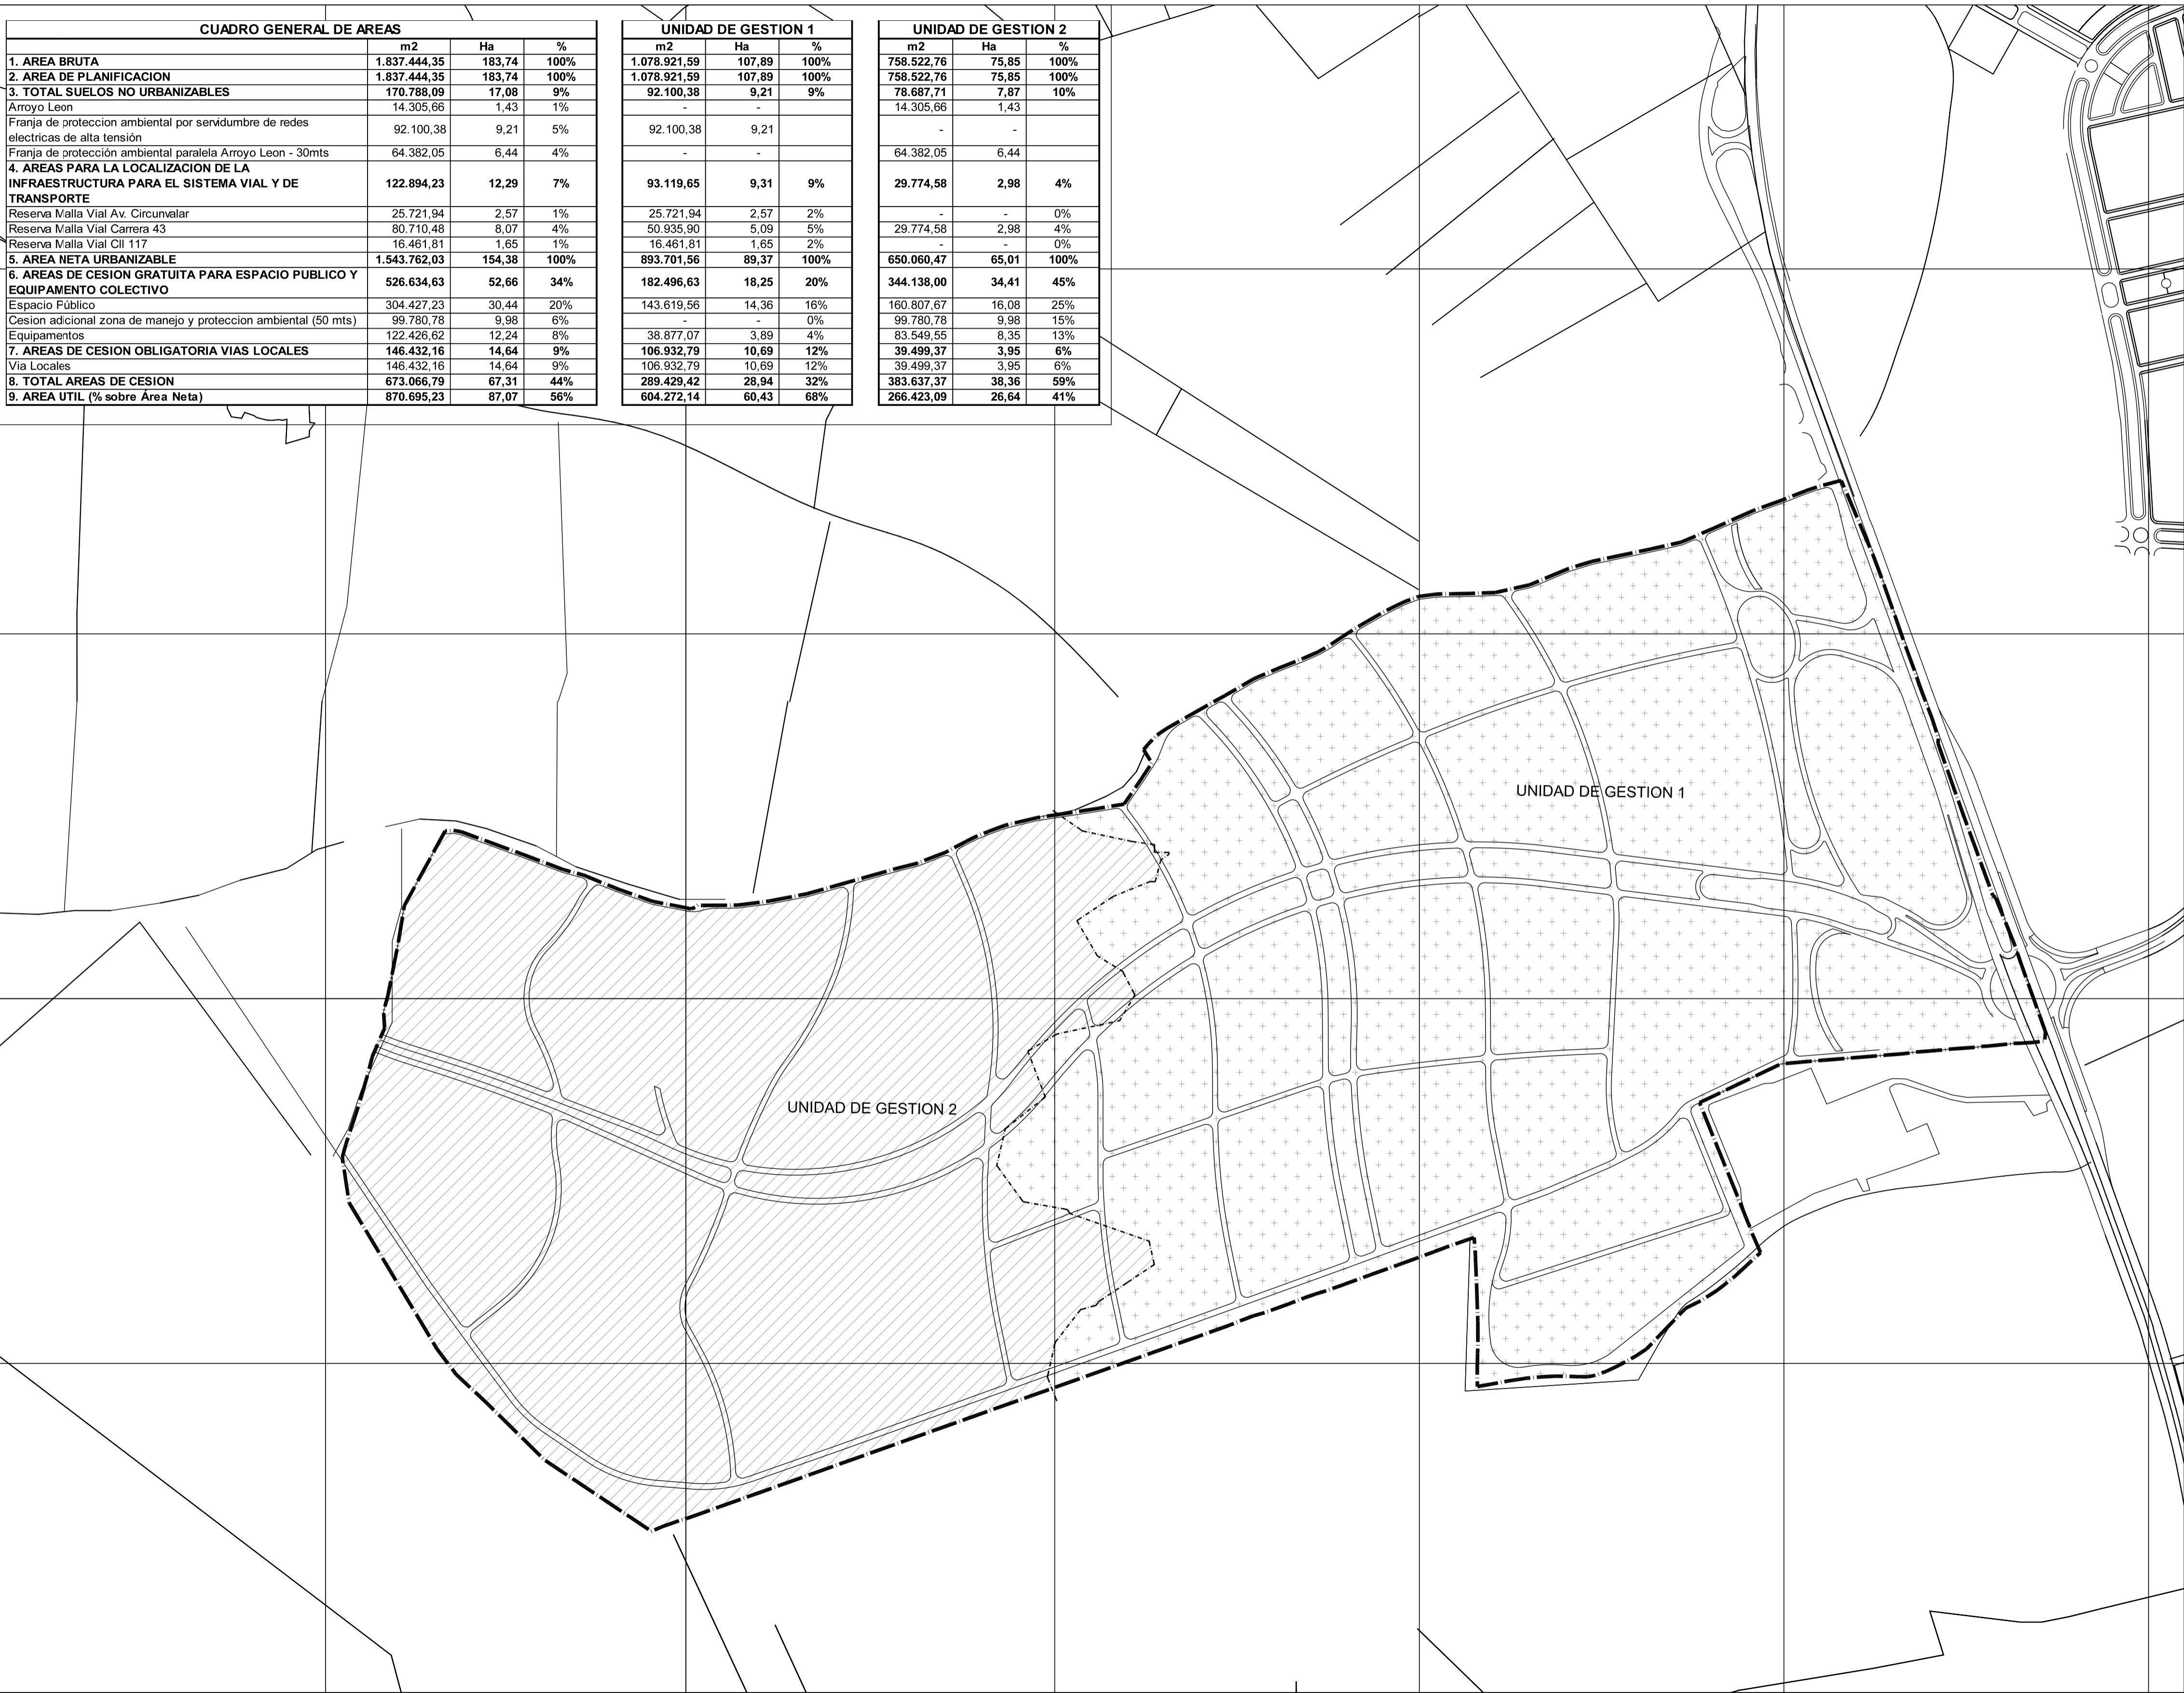 CUADRO GENERAL DE AREAS UNIDAD DE GESTION 1 UNIDAD DE GESTION 2
m2 Ha % m2 Ha % m2 Ha %
1. AREA BRUTA 1.837.444,35 183,74 100% 1.078.921,59 107,89 100% 758.522,76 75,85 100%
2. AREA DE PLANIFICACION 1.837.444,35 183,74 100% 1.078.921,59 107,89 100% 758.522,76 75,85 100%
3. TOTAL SUELOS NO URBANIZABLES 170.788,09 17,08 9% 92.100,38 9,21 9% 78.687,71 7,87 10%
Arroyo Leon 14.305,66 1,43 1% - - 14.305,66 1,43
Franja de proteccion ambiental por servidumbre de redes
electricas de alta tensión 92.100,38 9,21 5% 92.100,38 9,21 - -
Franja de protección ambiental paralela Arroyo Leon - 30mts 64.382,05 6,44 4% - - 64.382,05 6,44
4. AREAS PARA LA LOCALIZACION DE LA
INFRAESTRUCTURA PARA EL SISTEMA VIAL Y DE
TRANSPORTE 122.894,23 12,29 7% 93.119,65 9,31 9% 29.774,58 2,98 4%
Reserva Malla Vial Av. Circunvalar 25.721,94 2,57 1% 25.721,94 2,57 2% - - 0%
Reserva Malla Vial Carrera 43 80.710,48 8,07 4% 50.935,90 5,09 5% 29.774,58 2,98 4%
Reserva Malla Vial Cll 117 16.461,81 1,65 1% 16.461,81 1,65 2% - - 0%
5. AREA NETA URBANIZABLE 1.543.762,03 154,38 100% 893.701,56 89,37 100% 650.060,47 65,01 100%
6. AREAS DE CESION GRATUITA PARA ESPACIO PUBLICO Y
EQUIPAMENTO COLECTIVO 526.634,63 52,66 34% 182.496,63 18,25 20% 344.138,00 34,41 45%
Espacio Público 304.427,23 30,44 20% 143.619,56 14,36 16% 160.807,67 16,08 25%
Cesion adicional zona de manejo y proteccion ambiental (50 mts) 99.780,78 9,98 6% - - 0% 99.780,78 9,98 15%
Equipamentos 122.426,62 12,24 8% 38.877,07 3,89 4% 83.549,55 8,35 13%
7. AREAS DE CESION OBLIGATORIA VIAS LOCALES 146.432,16 14,64 9% 106.932,79 10,69 12% 39.499,37 3,95 6%
Via Locales 146.432,16 14,64 9% 106.932,79 10,69 12% 39.499,37 3,95 6%
8. TOTAL AREAS DE CESION 673.066,79 67,31 44% 289.429,42 28,94 32% 383.637,37 38,36 59%
9. AREA UTIL (% sobre Área Neta) 870.695,23 87,07 56% 604.272,14 60,43 68% 266.423,09 26,64 41%
UNIDAD DE GESTION 1
UNIDAD DE GESTION 2